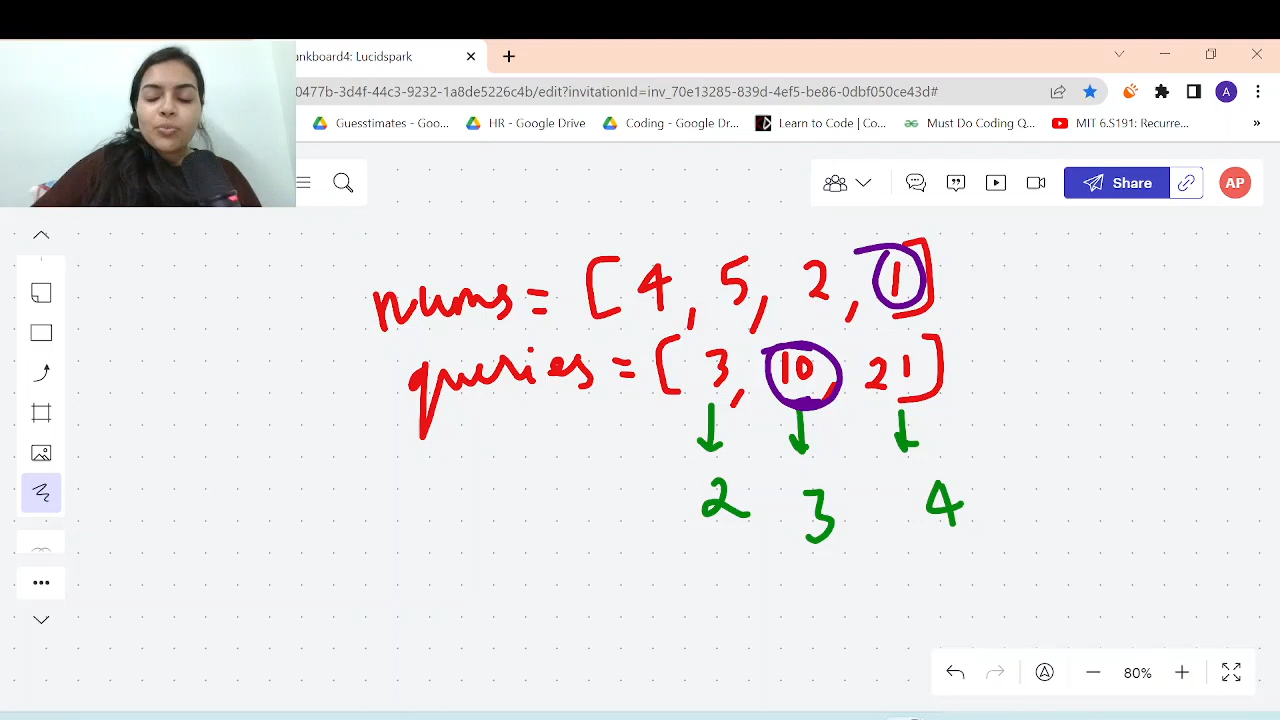 ankboard4: Lucidspark
0477b-3d4f-44c3-9232-1a8de5226c4b/edit?invitationId=inv_70e13285-839d-4ef5-be86-0dbf050ce43d#
A
Guesstimates - Goo... HR - Google Drive Coding - Google Dr... Learn to Code P... Must Do Coding Q... MIT 6.S191: Recurre... »
Share AP
nums = [4, 5, 2, 1]
queries = [3, 10, 21]
2 3 4
80%